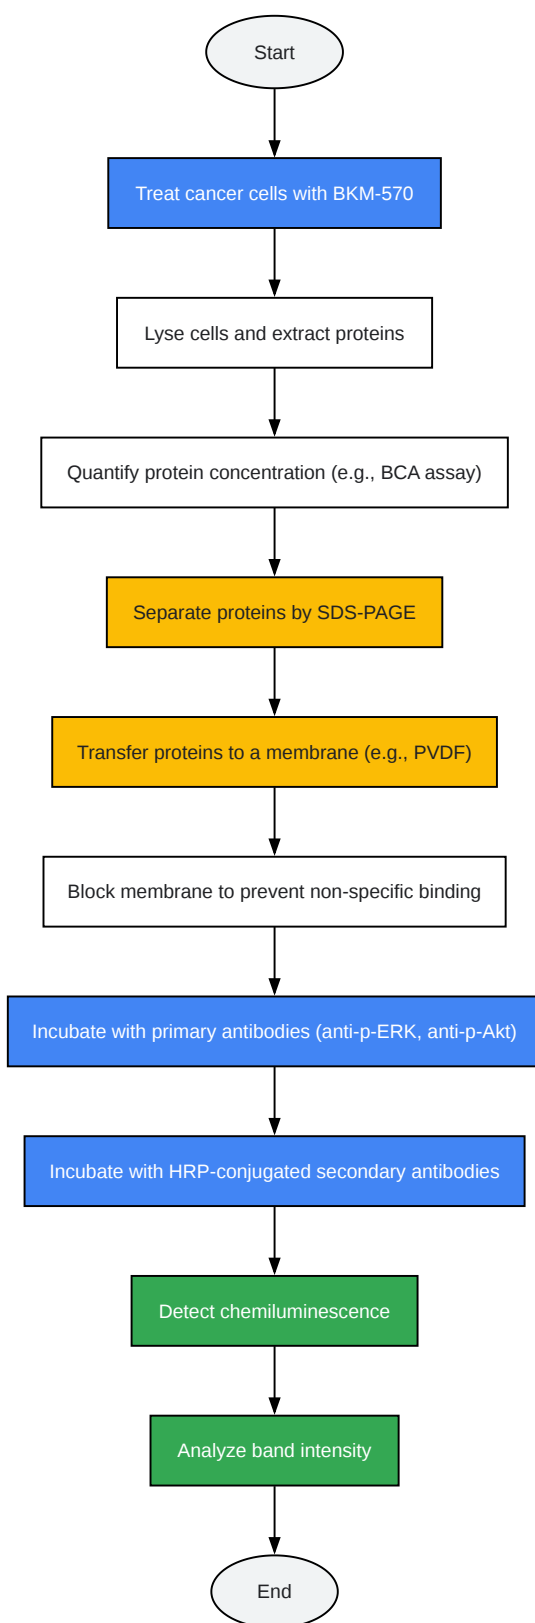 Start
Treat cancer cells with BKM-570
Lyse cells and extract proteins
Quantify protein concentration (e.g., BCA assay)
Separate proteins by SDS-PAGE
Transfer proteins to a membrane (e.g., PVDF)
Block membrane to prevent non-specific binding
Incubate with primary antibodies (anti-p-ERK, anti-p-Akt)
Incubate with HRP-conjugated secondary antibodies
Detect chemiluminescence
Analyze band intensity
End